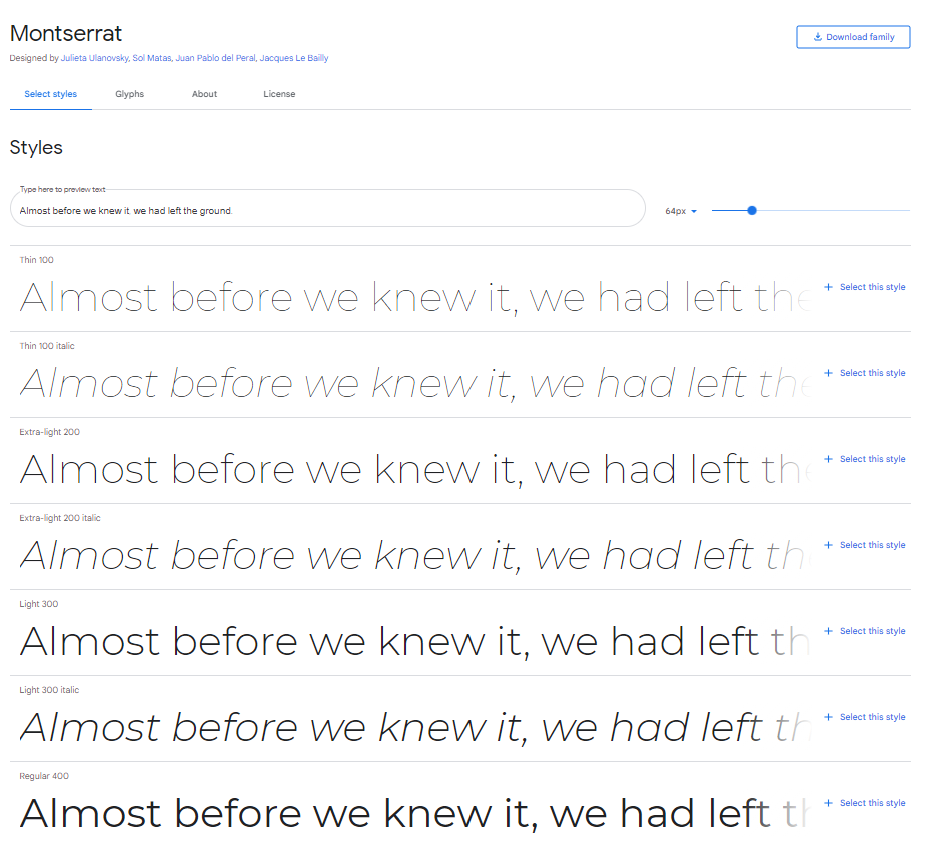 Montserrat
Download family
Designed by Julieta Ulanovsky, Sol Matas, Juan Pablo del Peral, Jacques Le Bailly
Select styles Glyphs About License
Styles
Type here to preview text
Almost before we knew it, we had left the ground.
64px
Thin 100
Almost before we knew it, we had left the
Select this style
Thin 100 italic
Almost before we knew it, we had left the
Select this style
Extra-light 200
Almost before we knew it, we had left the
Select this style
Extra-light 200 italic
Almost before we knew it, we had left th
Select this style
Light 300
Almost before we knew it, we had left th
Select this style
Light 300 italic
Almost before we knew it, we had left th
Select this style
Regular 400
Almost before we knew it, we had left th
Select this style